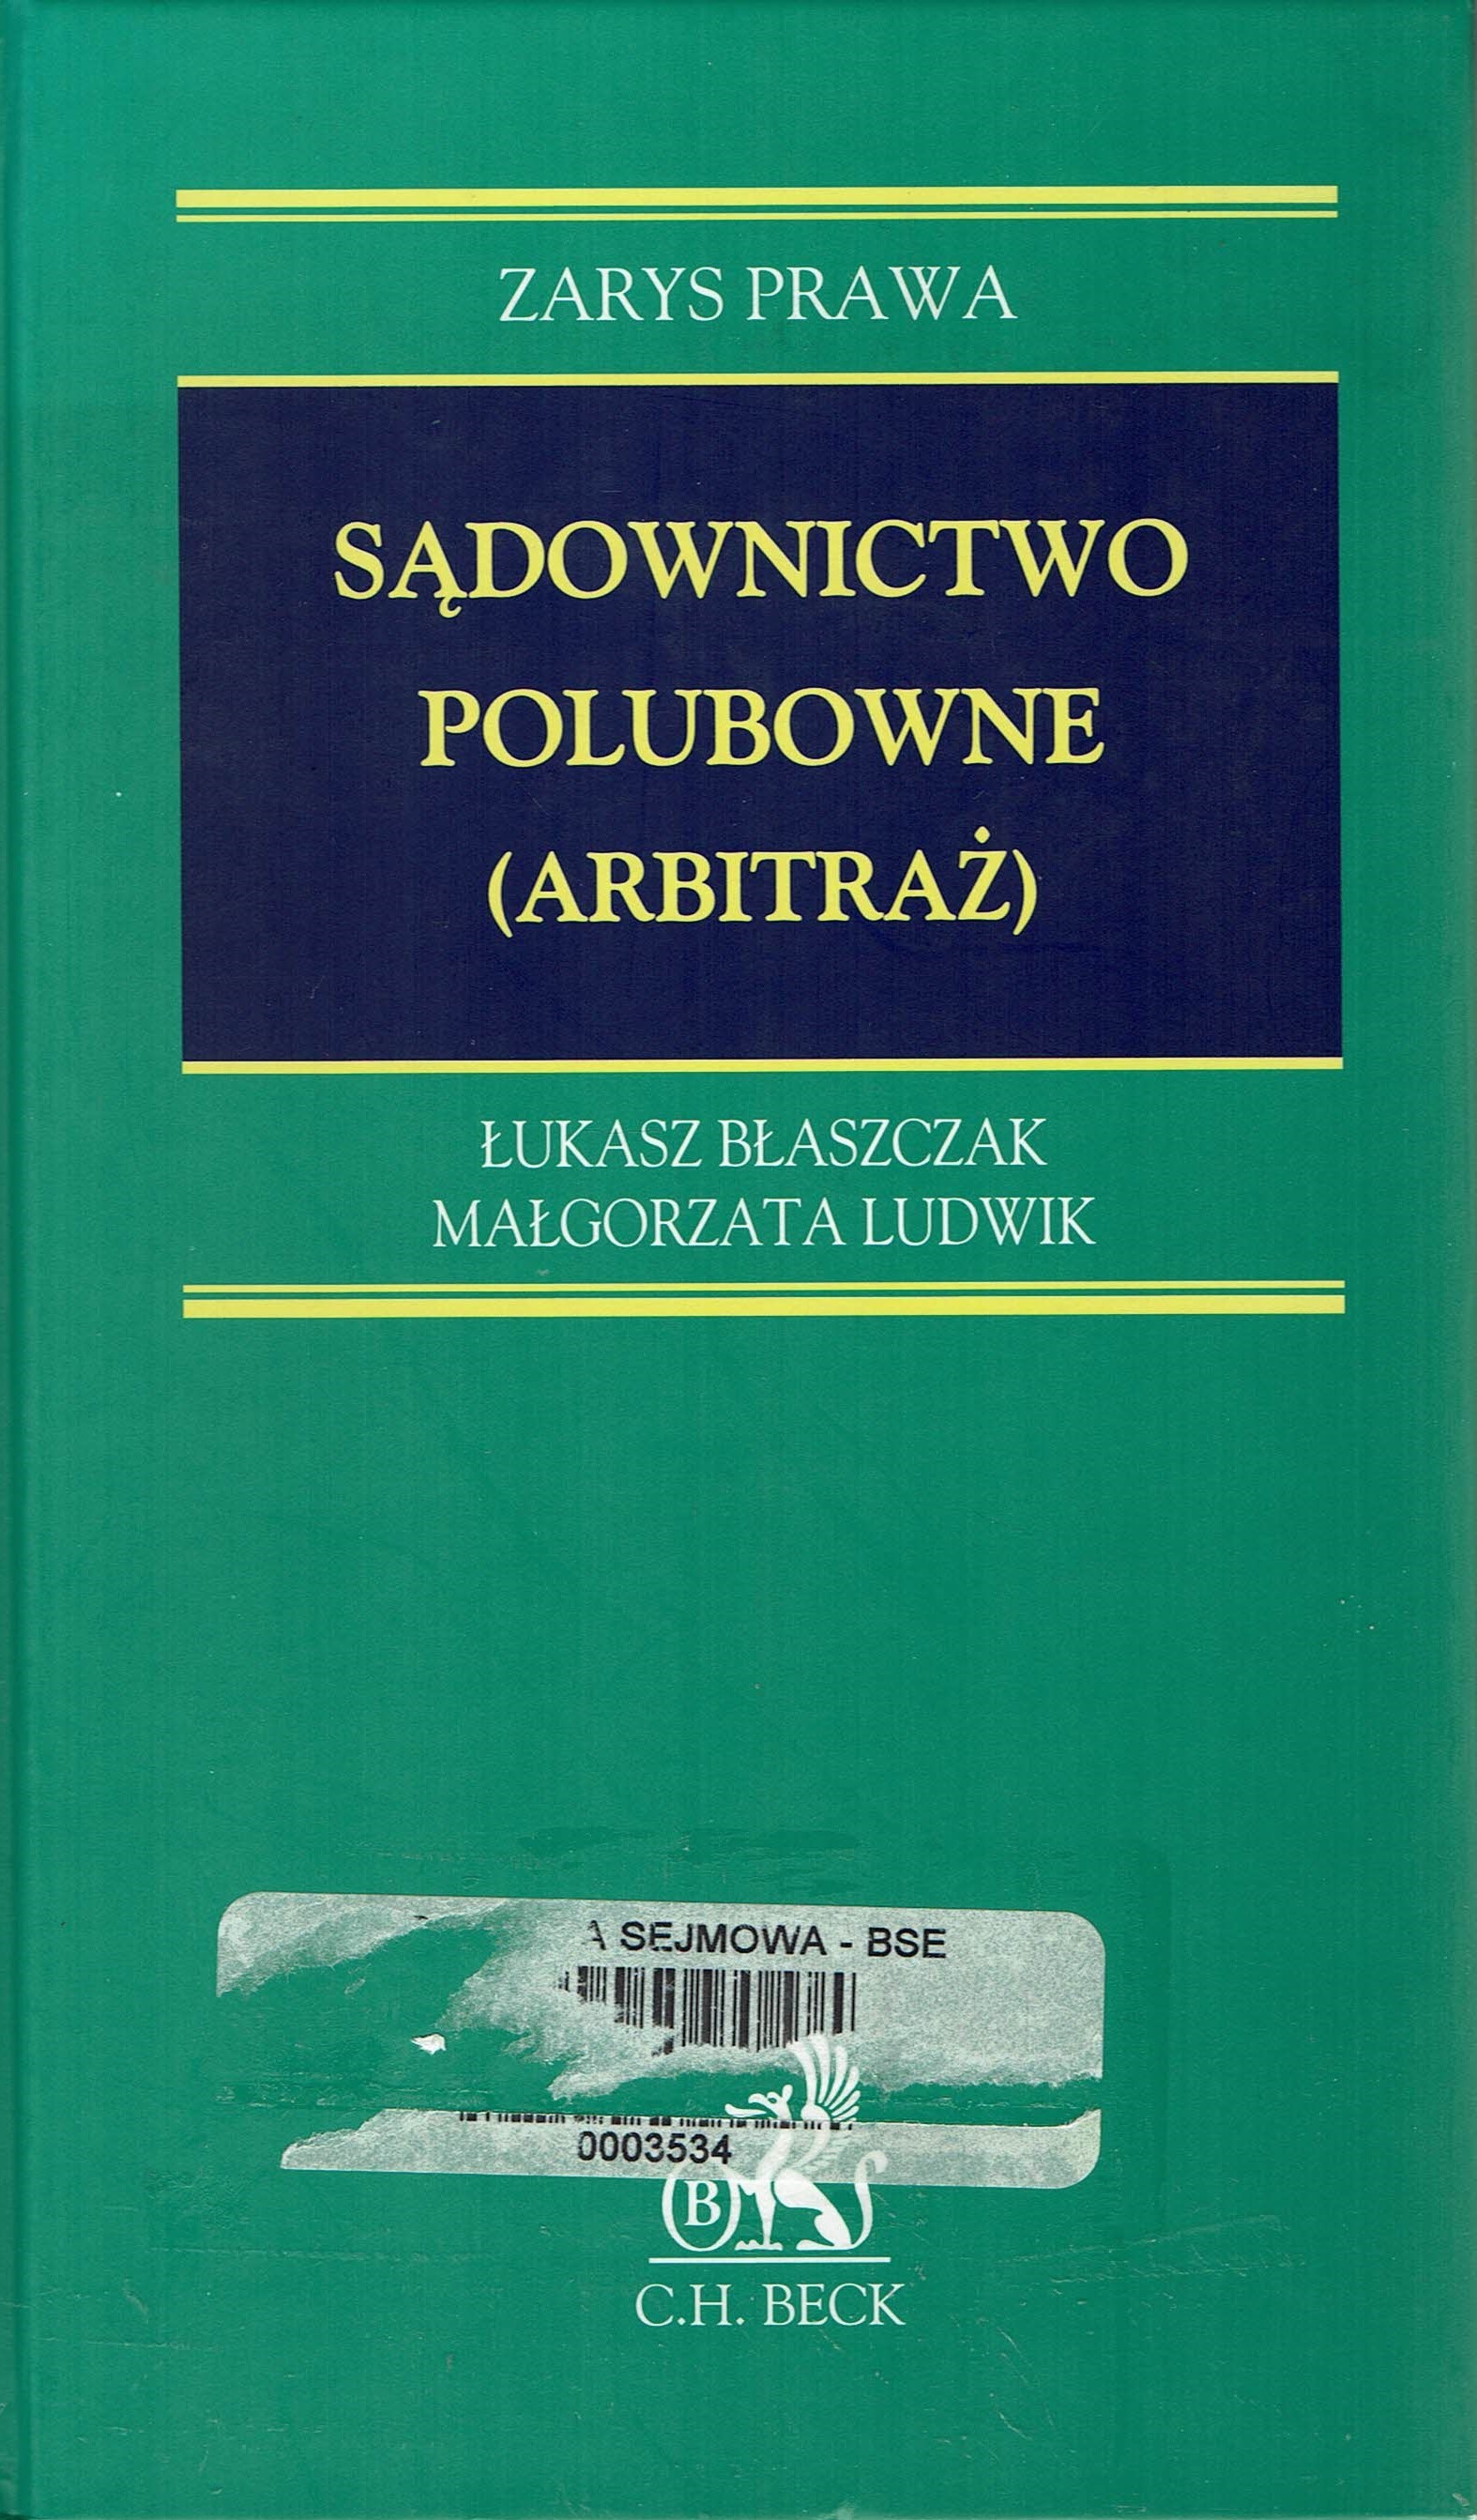 ZARYS PRAWA
SĄDOWNICTWO
POLUBOWNE
(ARBITRAŻ)
ŁUKASZ BŁASZCZAK
MAŁGORZATA LUDWIK
A SEJMOWA - BSE
0003534
B
C.H. BECK